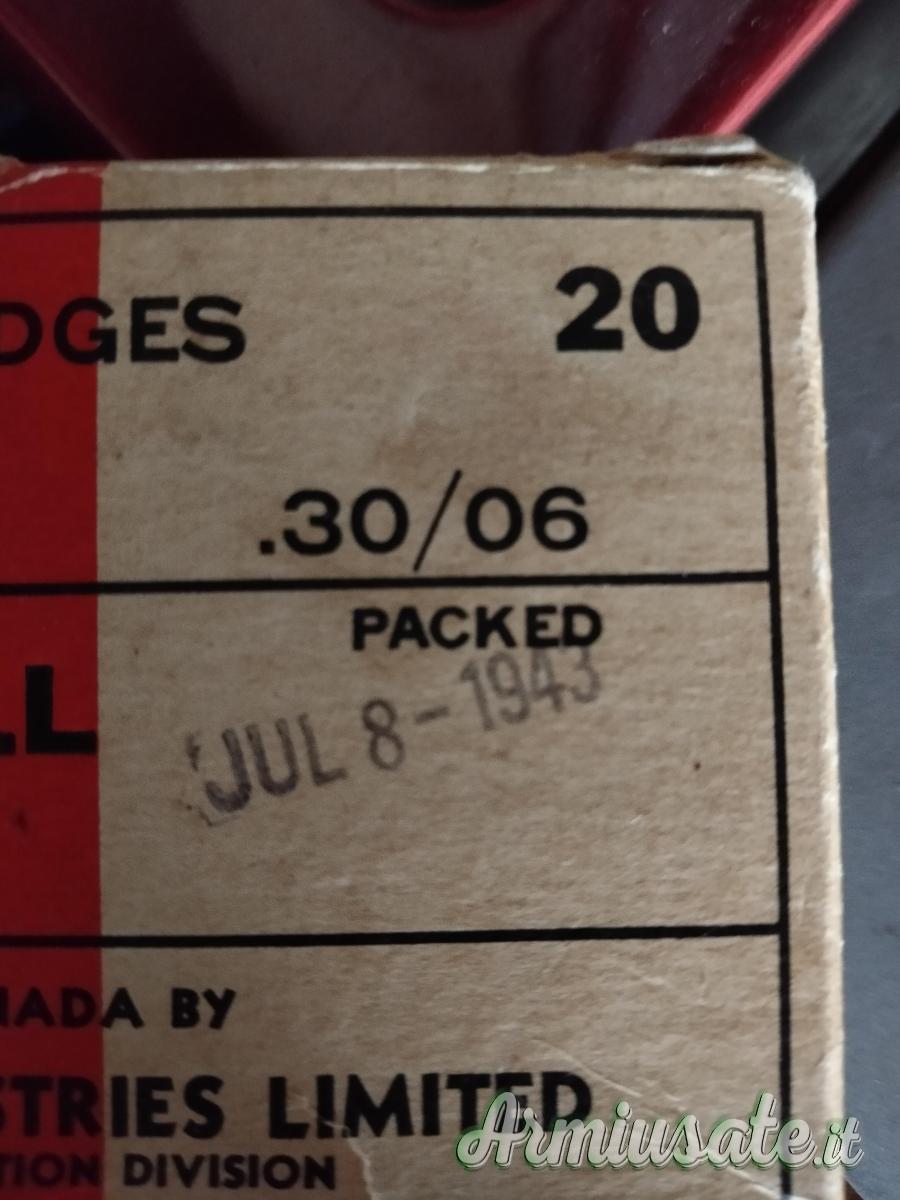 DGES 20
.30/06
PACKED
LL
JUL 8-1943
NADA BY
STRIES LIMITED
TION DIVISION
Armiusate.it